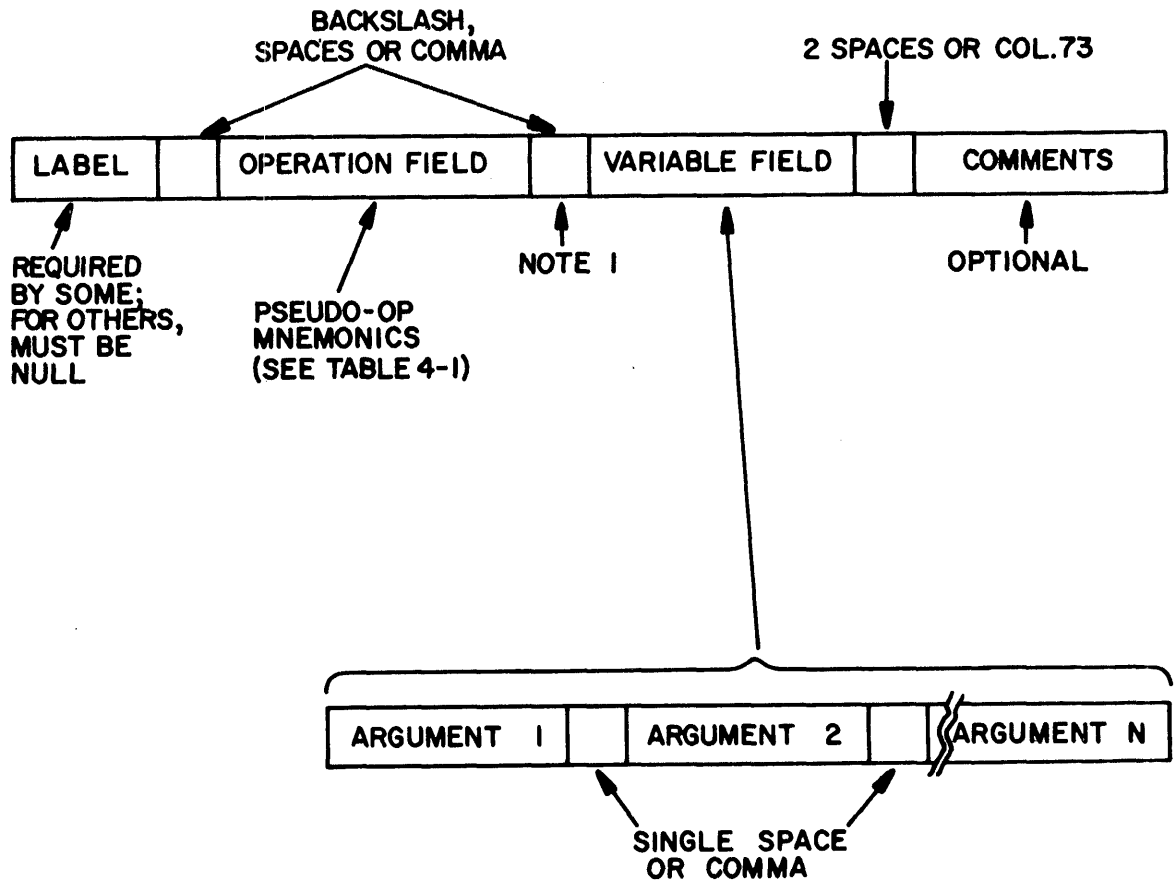 BACKSLASH,
SPACES OR COMMA
2 SPACES OR COL.73
LABEL
OPERATION FIELD
VARIABLE FIELD
COMMENTS
REQUIRED
BY SOME;
FOR OTHERS,
MUST BE
NULL
PSEUDO-OP
MNEMONICS
(SEE TABLE 4-1)
NOTE 1
OPTIONAL
ARGUMENT 1
ARGUMENT 2
ARGUMENT N
SINGLE SPACE
OR COMMA